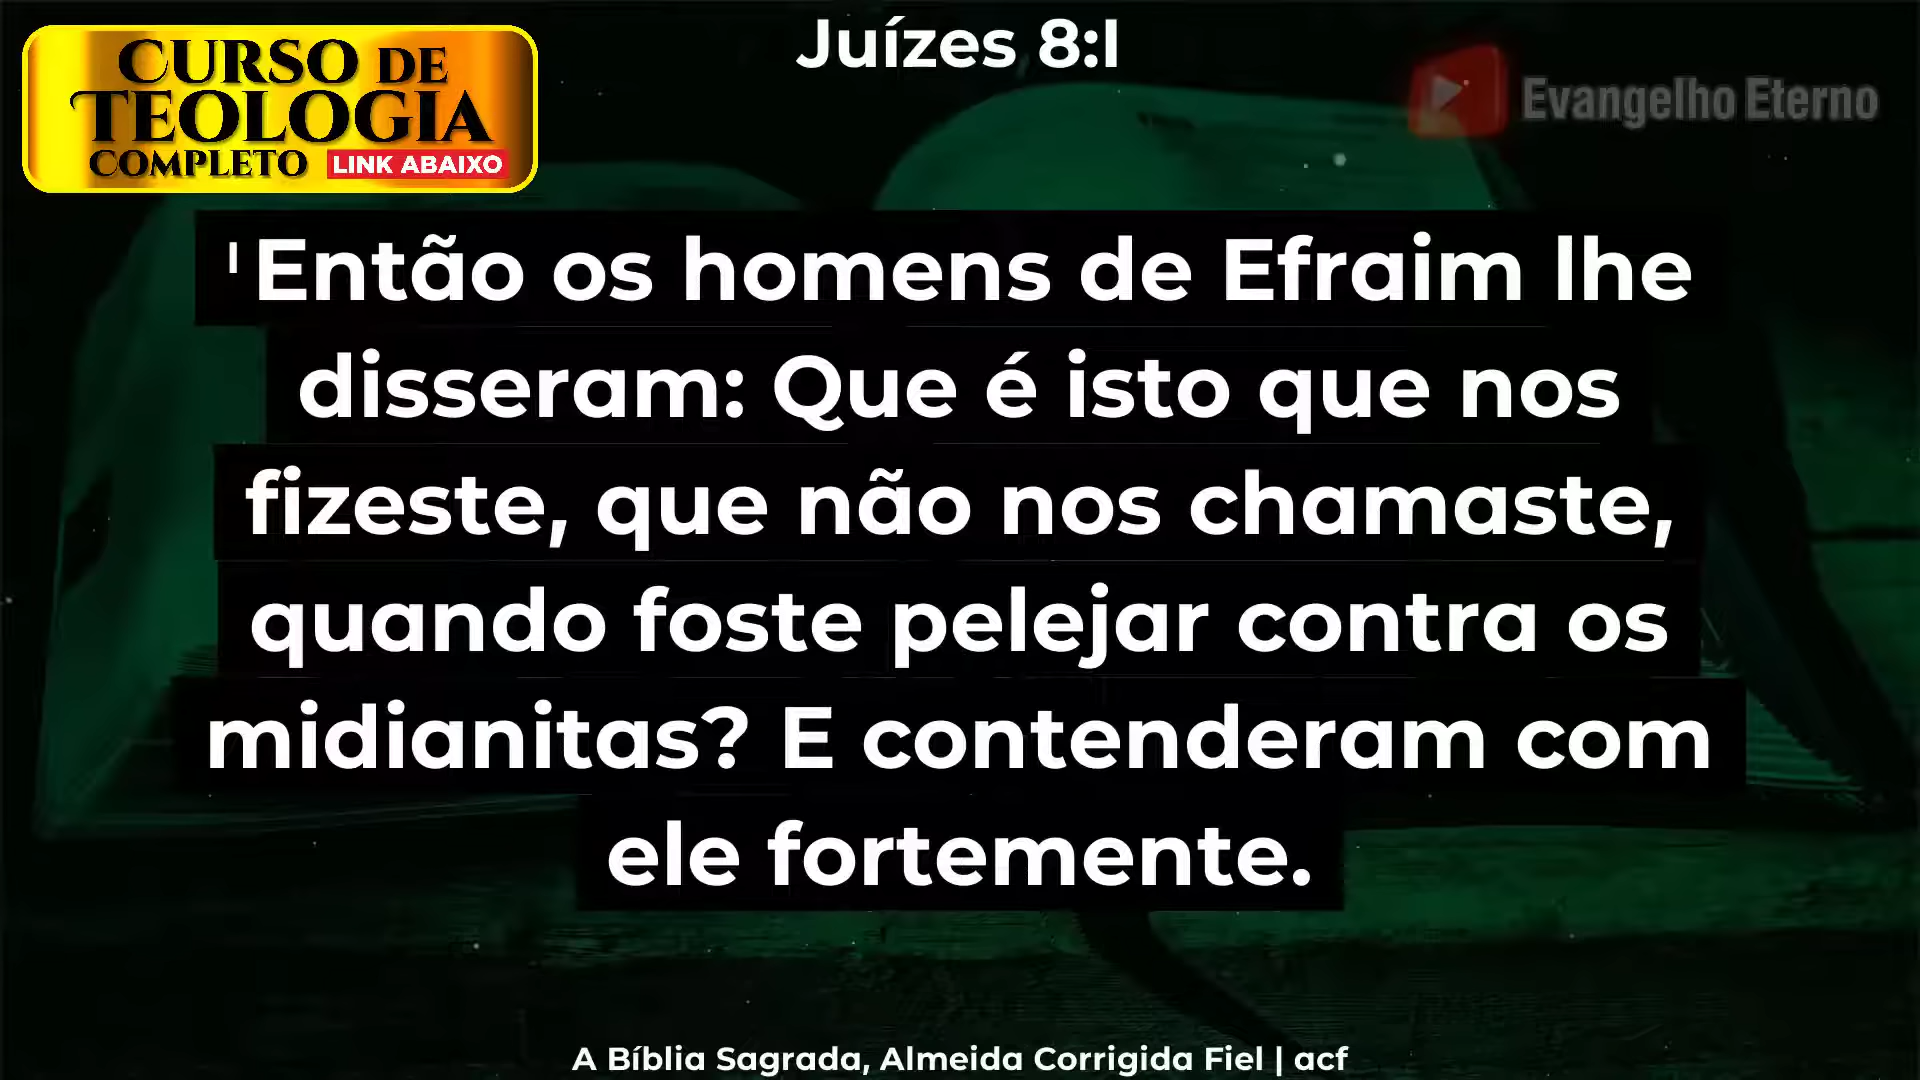 Juízes 8:1
CURSO DE
TEOLOGIA
COMPLETO LINK ABAIXO
Evangelho Eterno
1 Então os homens de Efraim lhe
disseram: Que é isto que nos
fizeste, que não nos chamaste,
quando foste pelejar contra os
midianitas? E contenderam com
ele fortemente.
A Bíblia Sagrada, Almeida Corrigida Fiel | acf